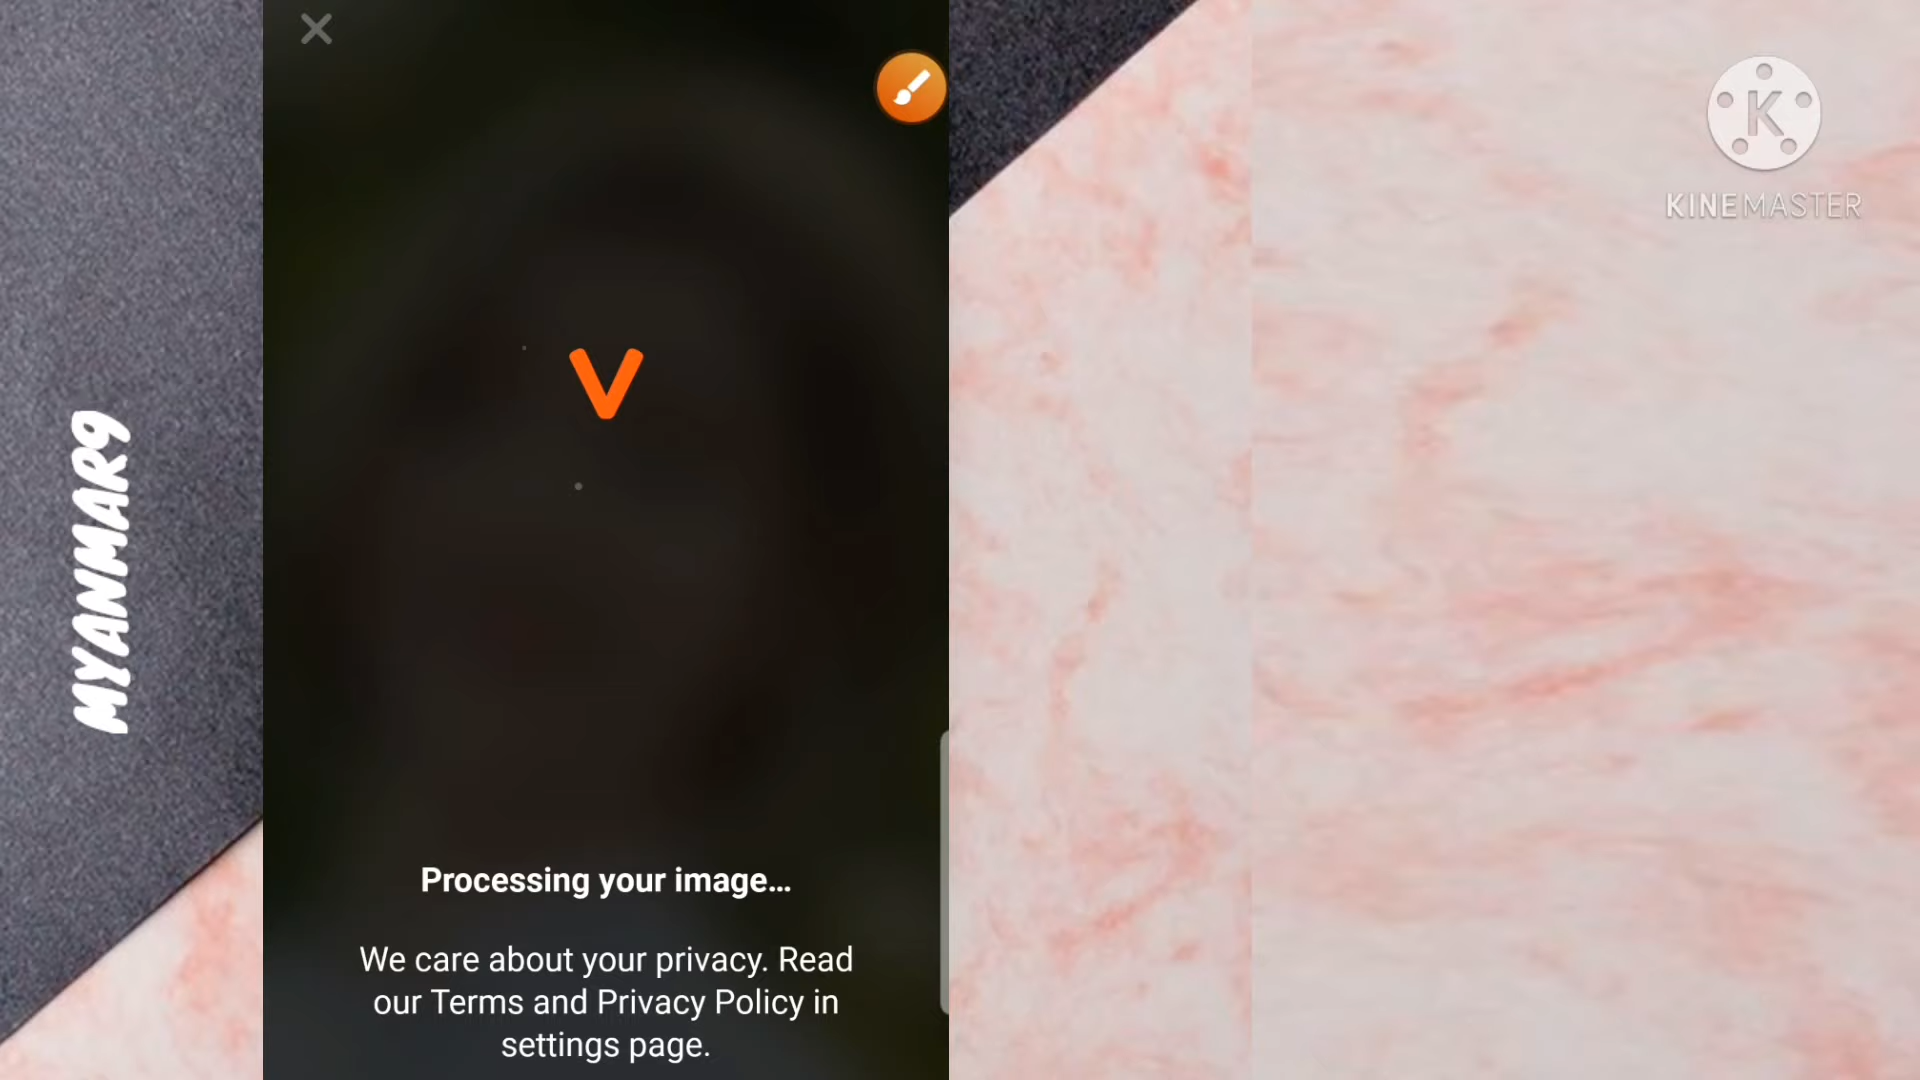 MYANMAR9
V
Processing your image...
We care about your privacy. Read
our Terms and Privacy Policy in
settings page.
K
KINEMASTER